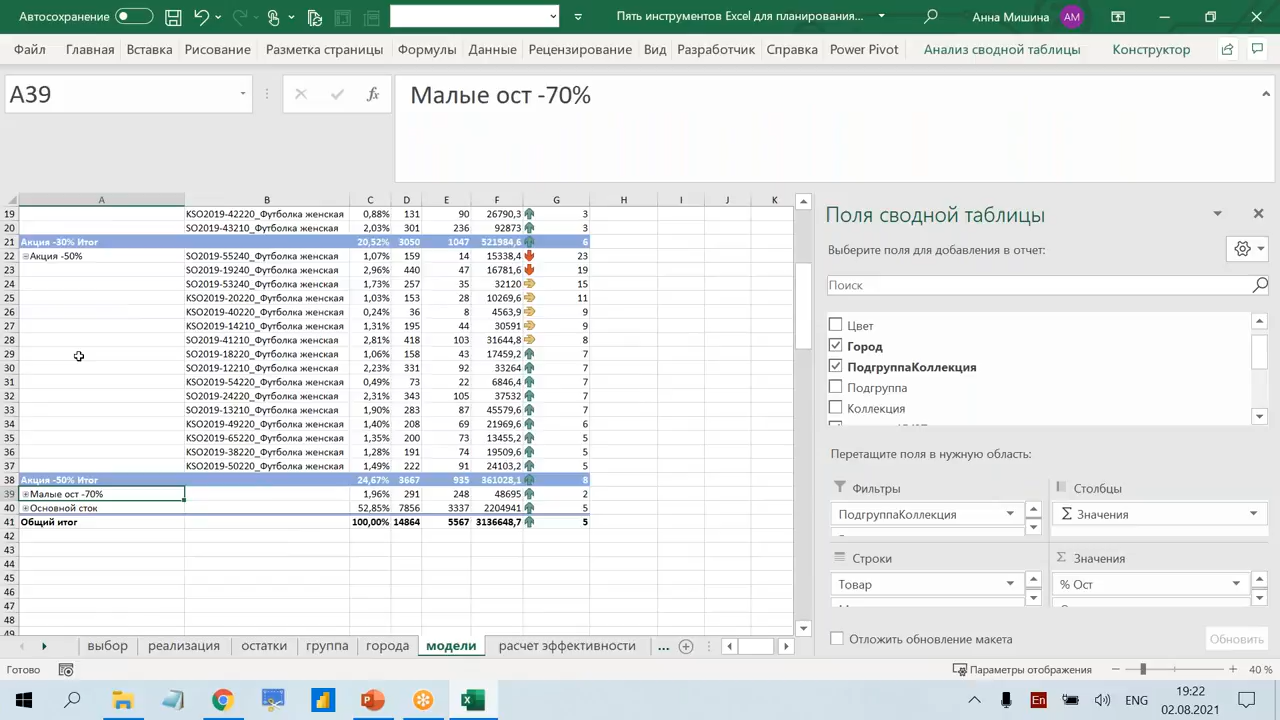 Автосохранение
Пять инструментов Excel для планирования...
Анна Мишина
АМ
Файл Главная Вставка Рисование Разметка страницы Формулы Данные Рецензирование Вид Разработчик Справка Power Pivot Анализ сводной таблицы Конструктор
A39
fx
Малые ост -70%
A B C D E F G H I J K
19 KSO2019-42220_Футболка женская 0,88% 131 90 26790,3 3
20 KSO2019-43210_Футболка женская 2,03% 301 236 92873 3
21 Акция -30% Итог 20,52% 3050 1047 521984,6 6
22 Акция -50% SO2019-55240_Футболка женская 1,07% 159 14 15338,4 23
23 SO2019-19240_Футболка женская 2,96% 440 47 16781,6 19
24 SO2019-53240_Футболка женская 1,73% 257 35 32120 15
25 KSO2019-20220_Футболка женская 1,03% 153 28 10269,6 11
26 KSO2019-40220_Футболка женская 0,24% 36 8 4563,9 9
27 KSO2019-14210_Футболка женская 1,31% 195 44 30591 9
28 SO2019-41210_Футболка женская 2,81% 418 103 31644,8 8
29 SO2019-18220_Футболка женская 1,06% 158 43 17459,2 7
30 SO2019-12210_Футболка женская 2,23% 331 92 33264 7
31 KSO2019-54220_Футболка женская 0,49% 73 22 6846,4 7
32 SO2019-24220_Футболка женская 2,31% 343 105 37532 7
33 SO2019-13210_Футболка женская 1,90% 283 87 45579,6 7
34 KSO2019-49220_Футболка женская 1,40% 208 69 21969,6 6
35 KSO2019-65220_Футболка женская 1,35% 200 73 13455,2 5
36 KSO2019-38220_Футболка женская 1,28% 191 74 19509,6 5
37 KSO2019-50220_Футболка женская 1,49% 222 91 24103,2 5
38 Акция -50% Итог 24,67% 3667 935 361028,1 8
39 Малые ост -70% 1,96% 291 248 48695 2
40 Основной сток 52,85% 7856 3337 2204941 5
41 Общий итог 100,00% 14864 5567 3136648,7 5
42
43
44
45
46
47
48
49
Поля сводной таблицы
Выберите поля для добавления в отчет:
Поиск
Цвет
Город
ПодгруппаКоллекция
Подгруппа
Коллекция
Перетащите поля в нужную область:
Фильтры
Столбцы
ПодгруппаКоллекция
Σ Значения
Строки
Σ Значения
Товар
% Ост
Отложить обновление макета
Обновить
выбор реализация остатки группа города модели расчет эффективности ...
Готово
Параметры отображения
40 %
En
ENG
19:22
02.08.2021